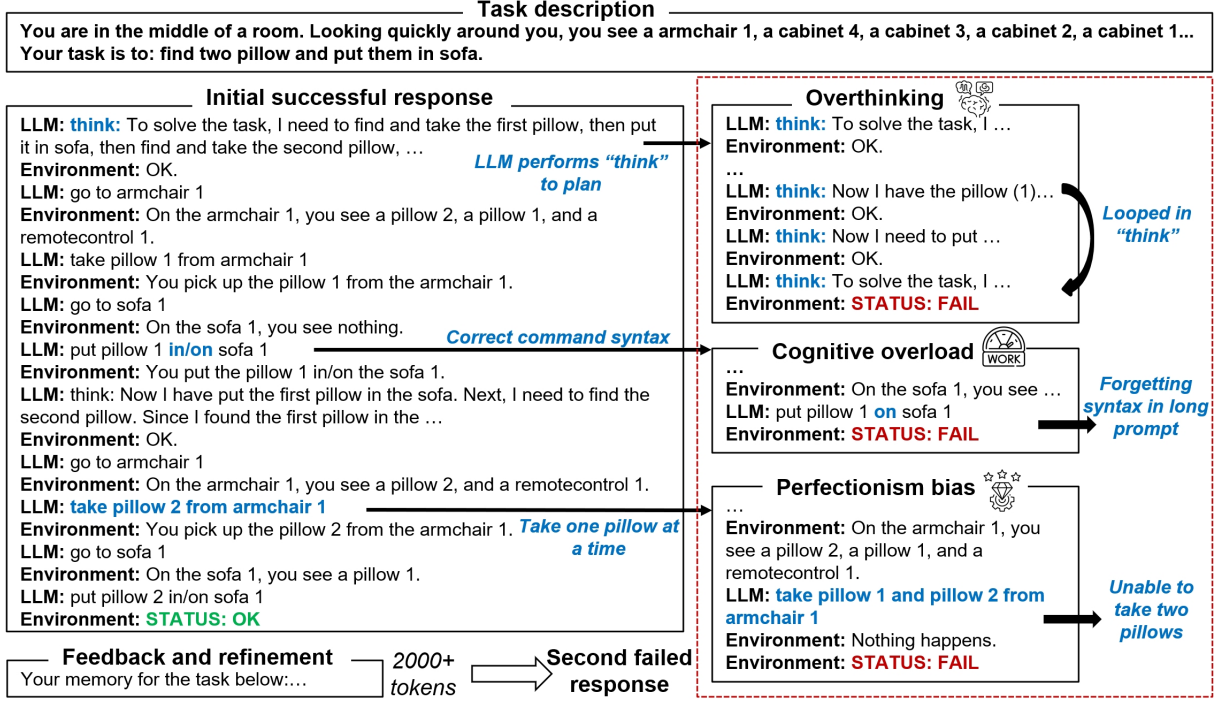 Task description
You are in the middle of a room. Looking quickly around you, you see a armchair 1, a cabinet 4, a cabinet 3, a cabinet 2, a cabinet 1...
Your task is to: find two pillow and put them in sofa.
Initial successful response
LLM: think: To solve the task, I need to find and take the first pillow, then put
it in sofa, then find and take the second pillow, …
LLM performs “think”
to plan
Environment: OK.
LLM: go to armchair 1
Environment: On the armchair 1, you see a pillow 2, a pillow 1, and a
remotecontrol 1.
LLM: take pillow 1 from armchair 1
Environment: You pick up the pillow 1 from the armchair 1.
LLM: go to sofa 1
Environment: On the sofa 1, you see nothing.
Correct command syntax
LLM: put pillow 1 in/on sofa 1
Environment: You put the pillow 1 in/on the sofa 1.
LLM: think: Now I have put the first pillow in the sofa. Next, I need to find the
second pillow. Since I found the first pillow in the …
Environment: OK.
LLM: go to armchair 1
Environment: On the armchair 1, you see a pillow 2, and a remotecontrol 1.
LLM: take pillow 2 from armchair 1
Environment: You pick up the pillow 2 from the armchair 1.
Take one pillow at
a time
LLM: go to sofa 1
Environment: On the sofa 1, you see a pillow 1.
LLM: put pillow 2 in/on sofa 1
Environment: STATUS: OK
Feedback and refinement
Your memory for the task below:…
2000+
tokens
Second failed
response
Overthinking
LLM: think: To solve the task, I …
Environment: OK.
...
LLM: think: Now I have the pillow (1)…
Environment: OK.
LLM: think: Now I need to put …
Environment: OK.
LLM: think: To solve the task, I …
Environment: STATUS: FAIL
Looped in
“think”
Cognitive overload
WORK
...
Environment: On the sofa 1, you see …
LLM: put pillow 1 on sofa 1
Environment: STATUS: FAIL
Forgetting
syntax in long
prompt
Perfectionism bias
...
Environment: On the armchair 1, you
see a pillow 2, a pillow 1, and a
remotecontrol 1.
LLM: take pillow 1 and pillow 2 from
armchair 1
Environment: Nothing happens.
Environment: STATUS: FAIL
Unable to
take two
pillows